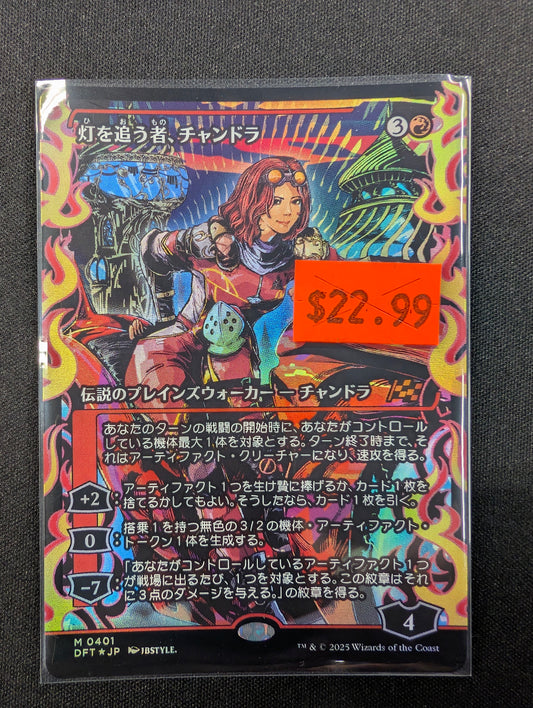 灯を追う者、チャンドラ
3
$22.99
伝説のプレインズウォーカー — チャンドラ
あなたのターンの戦闘の開始時に、あなたがコントロール
している機体最大1体を対象とする。ターン終了時まで、そ
れはアーティファクト・クリーチャーになり、速攻を得る。
+2 : アーティファクト1つを生け贄に捧げるか、カード1枚を
捨てるかしてもよい。そうしたなら、カード1枚を引く。
0 : 搭乗1を持つ無色の3/2の機体・アーティファクト・
トークン1体を生成する。
-7 : 「あなたがコントロールしているアーティファクト1つ
が戦場に出るたび、1つを対象とする。この紋章はそれ
に3点のダメージを与える。」の紋章を得る。
4
M 0401
DFT★JP JBSTYLE.
™ & © 2025 Wizards of the Coast